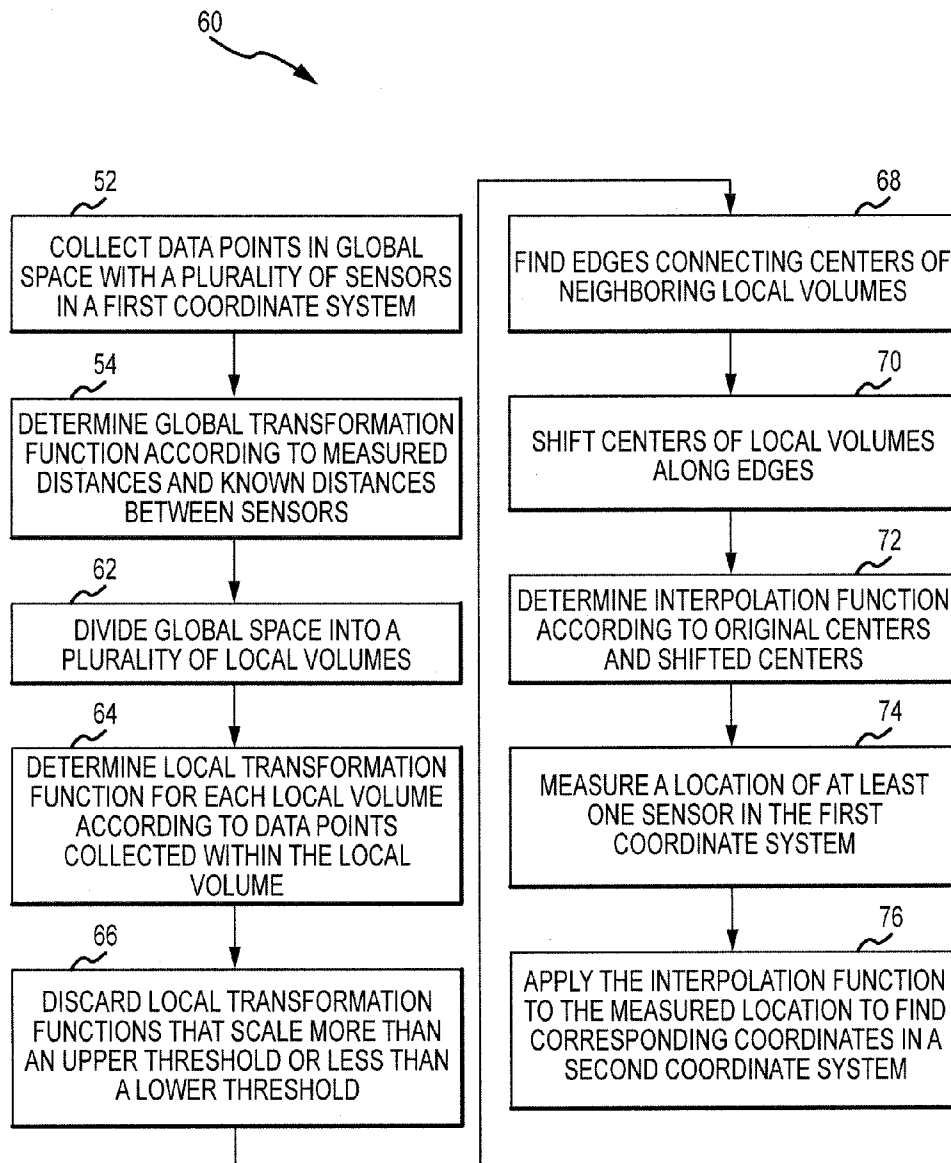 60
52
COLLECT DATA POINTS IN GLOBAL
SPACE WITH A PLURALITY OF SENSORS
IN A FIRST COORDINATE SYSTEM
54
DETERMINE GLOBAL TRANSFORMATION
FUNCTION ACCORDING TO MEASURED
DISTANCES AND KNOWN DISTANCES
BETWEEN SENSORS
62
DIVIDE GLOBAL SPACE INTO A
PLURALITY OF LOCAL VOLUMES
64
DETERMINE LOCAL TRANSFORMATION
FUNCTION FOR EACH LOCAL VOLUME
ACCORDING TO DATA POINTS
COLLECTED WITHIN THE LOCAL
VOLUME
66
DISCARD LOCAL TRANSFORMATION
FUNCTIONS THAT SCALE MORE THAN
AN UPPER THRESHOLD OR LESS THAN
A LOWER THRESHOLD
68
FIND EDGES CONNECTING CENTERS OF
NEIGHBORING LOCAL VOLUMES
70
SHIFT CENTERS OF LOCAL VOLUMES
ALONG EDGES
72
DETERMINE INTERPOLATION FUNCTION
ACCORDING TO ORIGINAL CENTERS
AND SHIFTED CENTERS
74
MEASURE A LOCATION OF AT LEAST
ONE SENSOR IN THE FIRST
COORDINATE SYSTEM
76
APPLY THE INTERPOLATION FUNCTION
TO THE MEASURED LOCATION TO FIND
CORRESPONDING COORDINATES IN A
SECOND COORDINATE SYSTEM